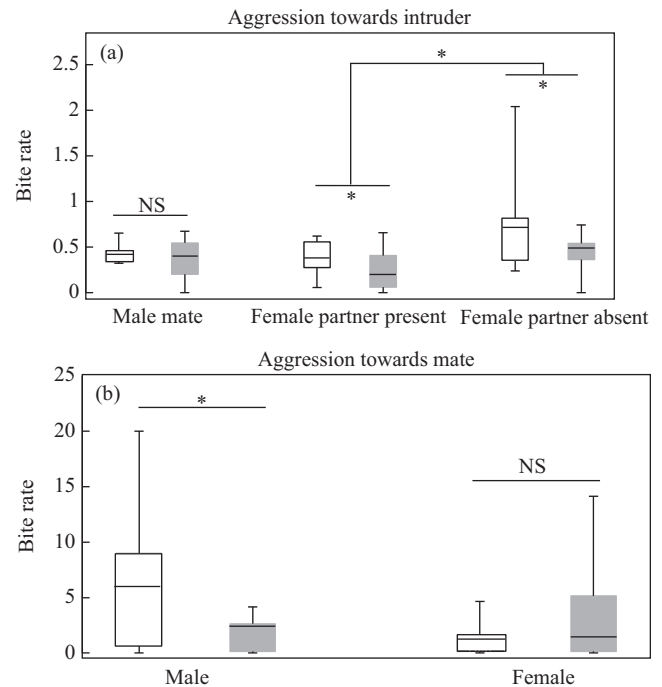 Aggression towards intruder
(a)
*
*
*
NS
2.5
2
1.5
1
0.5
0
Bite rate
Male mate
Female partner present
Female partner absent
Aggression towards mate
(b)
*
NS
25
20
15
10
5
0
Bite rate
Male
Female